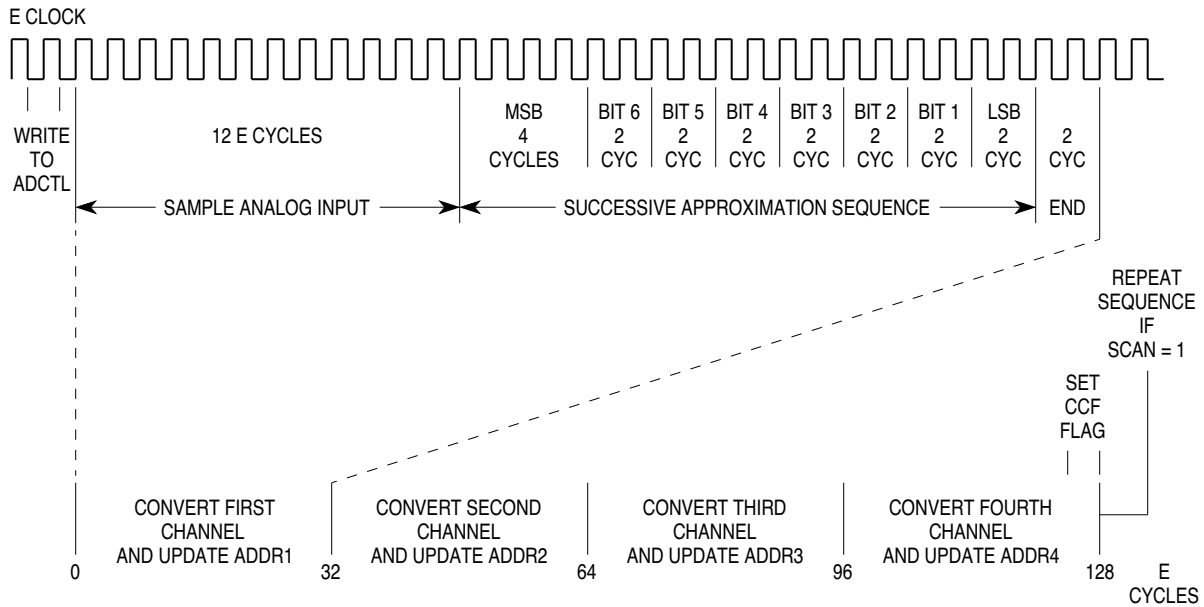 E CLOCK
WRITE
TO
ADCTL
12 E CYCLES
MSB
4
CYCLES
BIT 6
2
CYC
BIT 5
2
CYC
BIT 4
2
CYC
BIT 3
2
CYC
BIT 2
2
CYC
BIT 1
2
CYC
LSB
2
CYC
2
CYC
SAMPLE ANALOG INPUT
SUCCESSIVE APPROXIMATION SEQUENCE
END
REPEAT
SEQUENCE
IF
SCAN = 1
SET
CCF
FLAG
CONVERT FIRST
CHANNEL
AND UPDATE ADDR1
CONVERT SECOND
CHANNEL
AND UPDATE ADDR2
CONVERT THIRD
CHANNEL
AND UPDATE ADDR3
CONVERT FOURTH
CHANNEL
AND UPDATE ADDR4
0
32
64
96
128
E
CYCLES